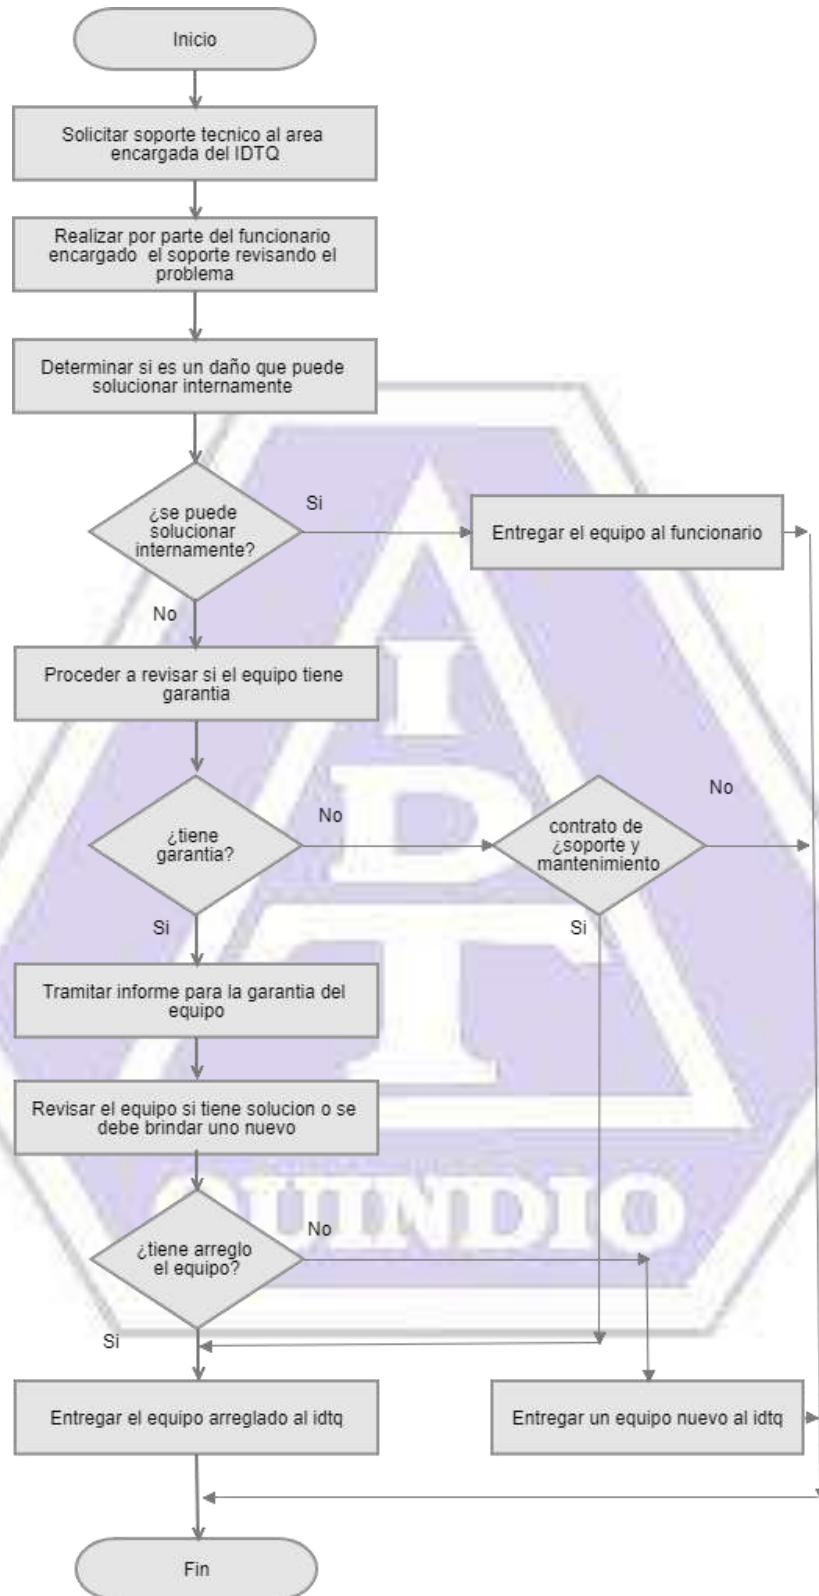 Inicio
Solicitar soporte tecnico al area
encargada del IDTQ
Realizar por parte del funcionario
encargado el soporte revisando el
problema
Determinar si es un daño que puede
solucionar internamente
¿se puede
solucionar
internamente?
Si
Entregar el equipo al funcionario
No
Proceder a revisar si el equipo tiene
garantia
¿tiene
garantia?
No
contrato de
¿soporte y
mantenimiento
No
Si
Si
Tramitar informe para la garantia del
equipo
Revisar el equipo si tiene solucion o se
debe brindar uno nuevo
¿tiene arreglo
el equipo?
No
Si
Entregar el equipo arreglado al idtq
Entregar un equipo nuevo al idtq
Fin
I
D
T
QUINDIO